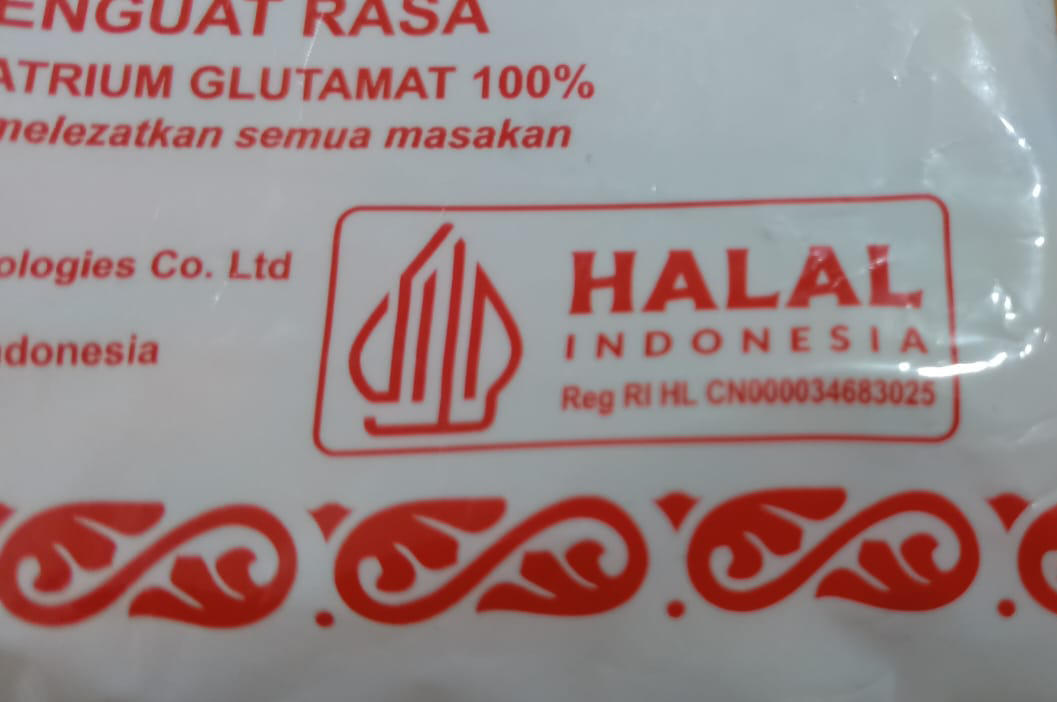 ENGUAT RASA
ATRIUM GLUTAMAT 100%
melezatkan semua masakan
ologies Co. Ltd
ndonesia
HALAL
INDONESIA
Reg RI HL CN000034683025